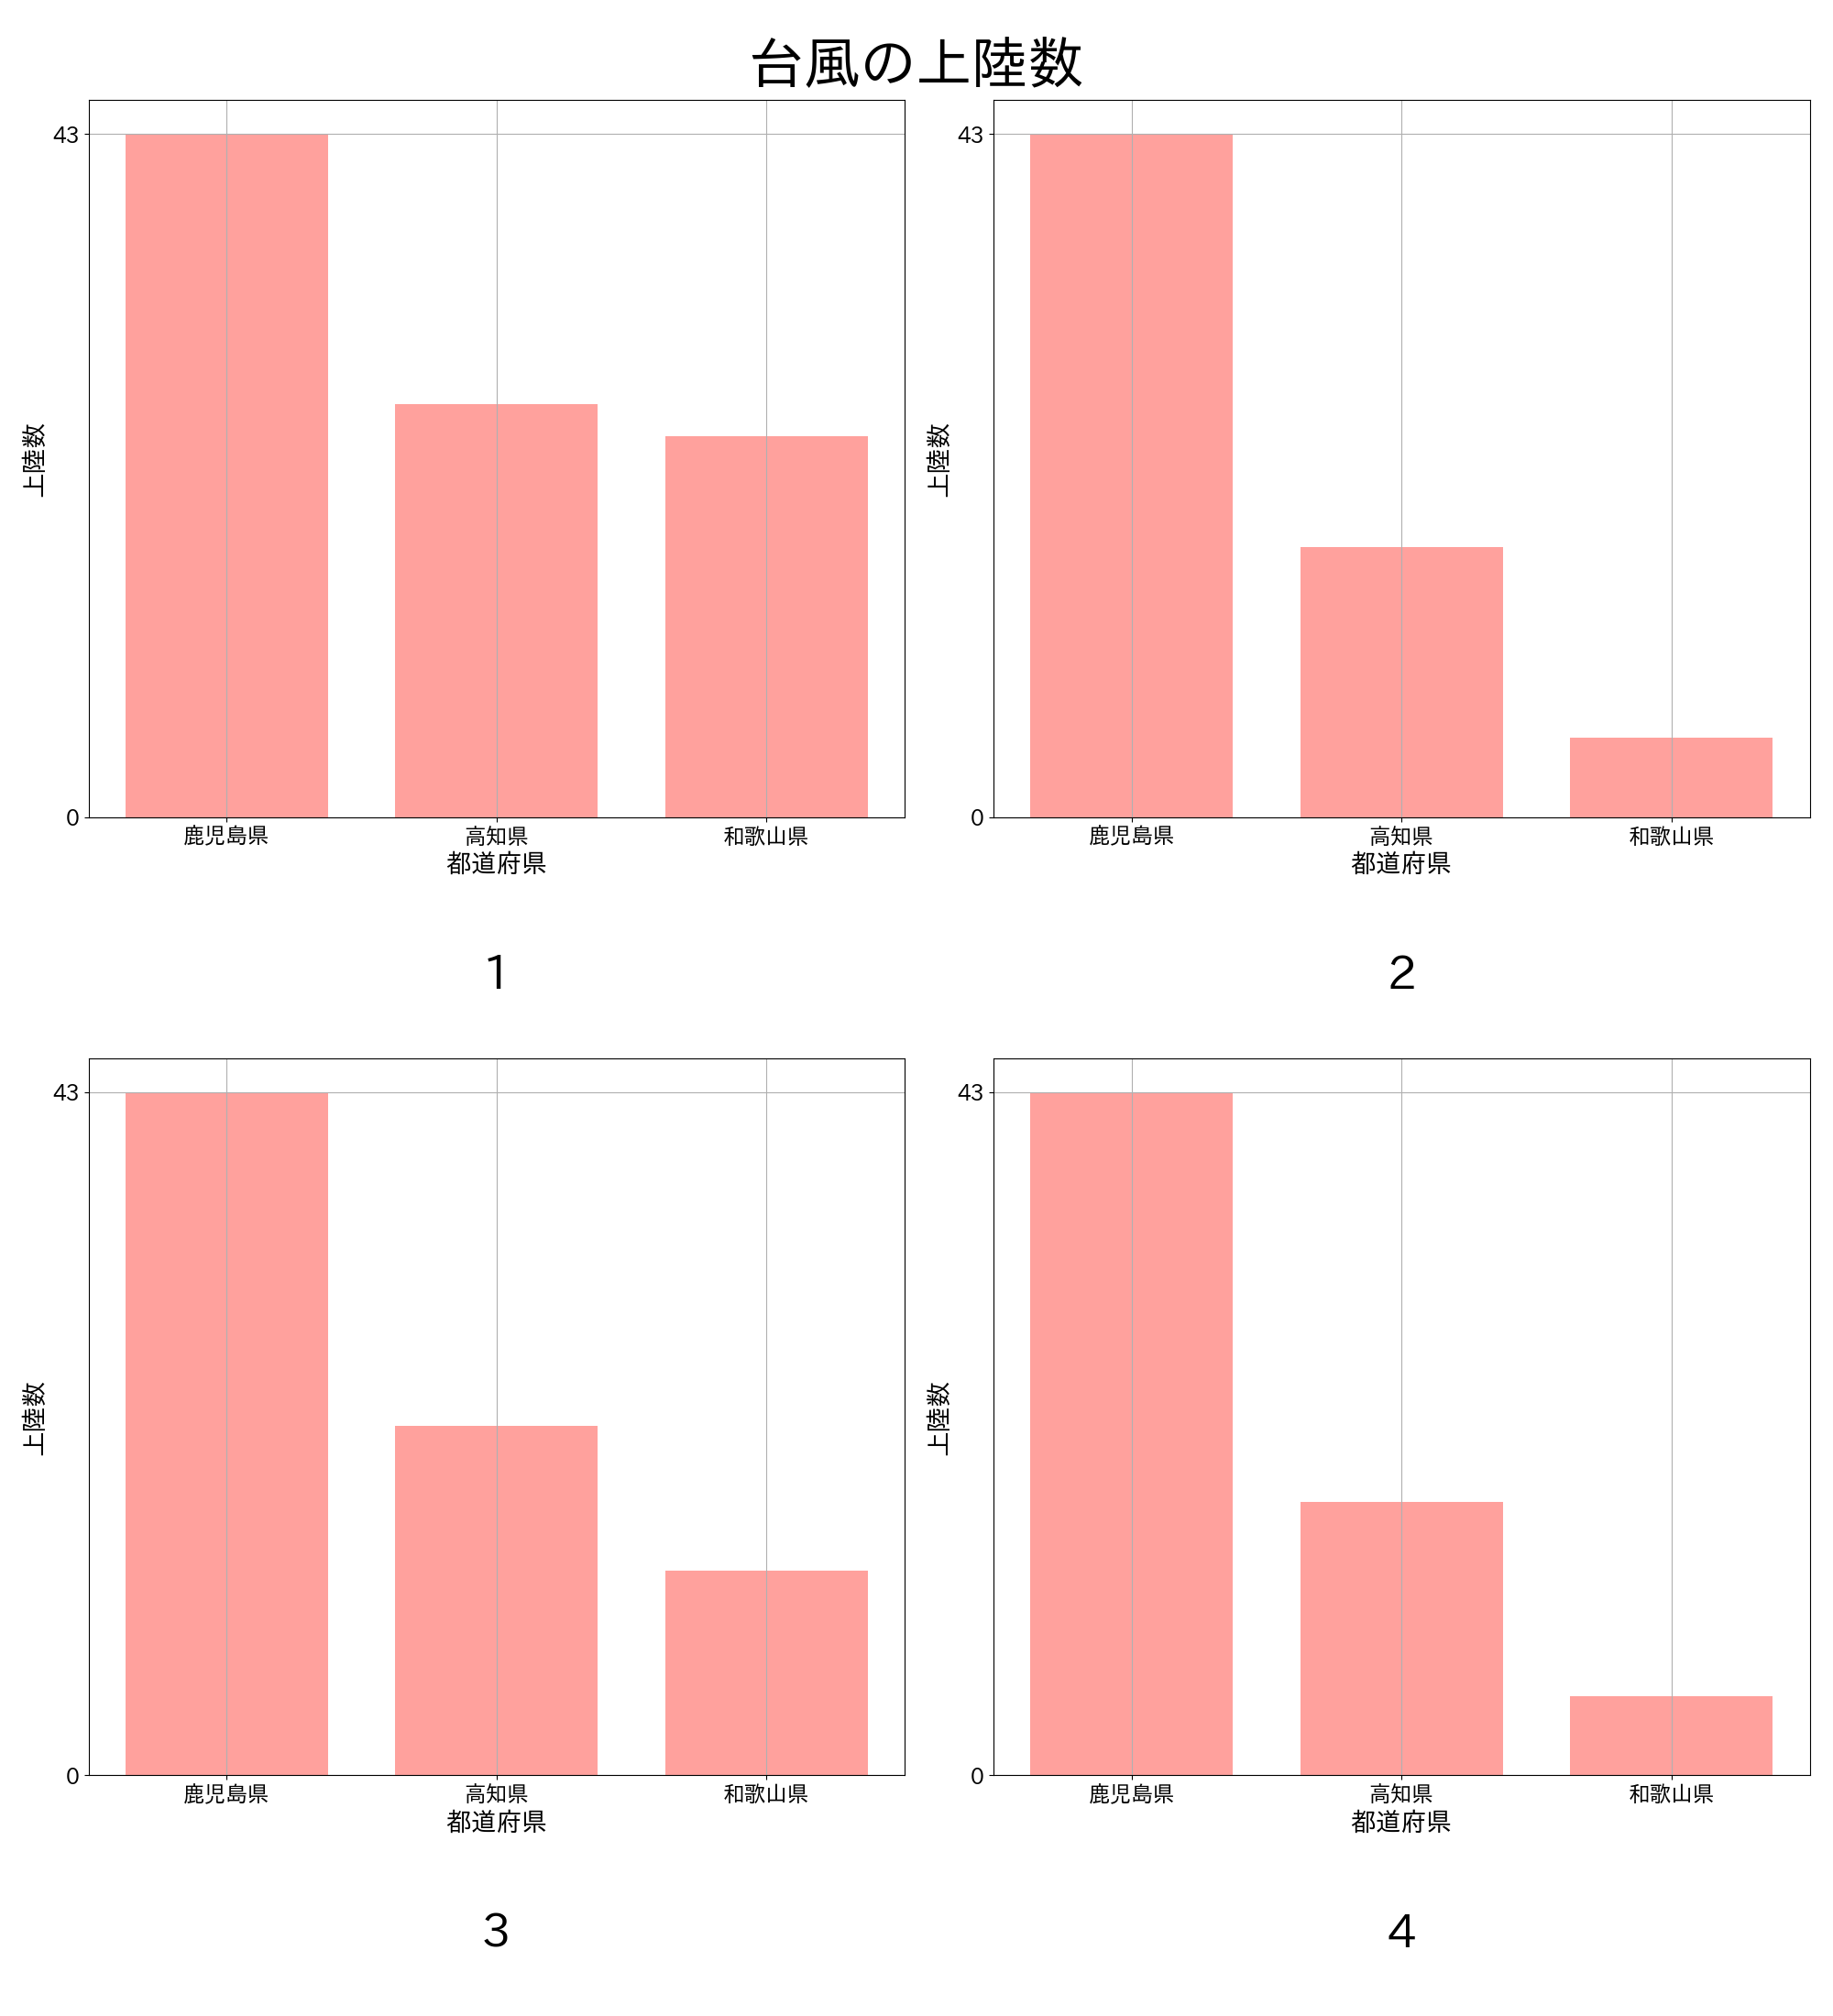 台風の上陸数
43
0
上陸数
鹿児島県 高知県 和歌山県
都道府県
1
43
0
上陸数
鹿児島県 高知県 和歌山県
都道府県
2
43
0
上陸数
鹿児島県 高知県 和歌山県
都道府県
3
43
0
上陸数
鹿児島県 高知県 和歌山県
都道府県
4